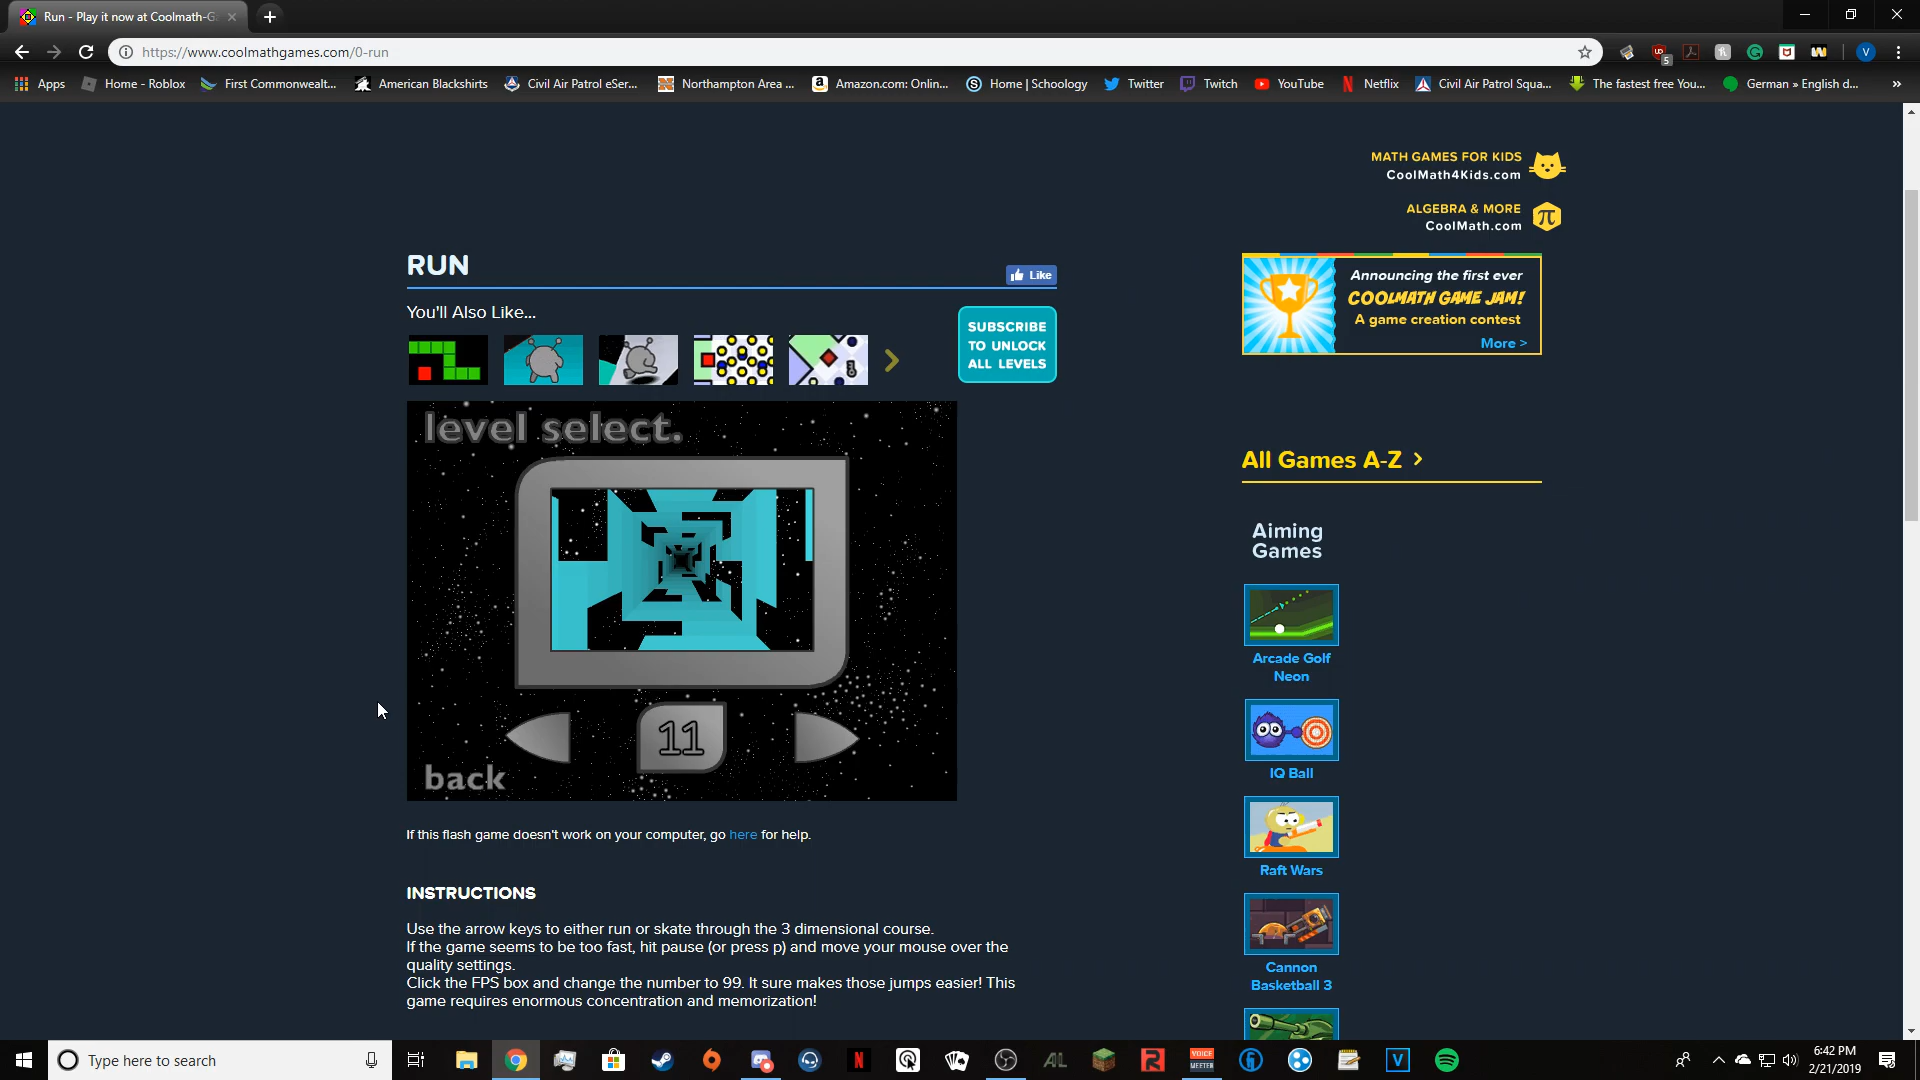 Run - Play it now at Coolmath-G
https://www.coolmathgames.com/0-run
5
V
Apps
Home - Roblox
First Commonwealt...
American Blackshirts
Civil Air Patrol eSer...
Northampton Area ...
Amazon.com: Onlin...
Home | Schoology
Twitter
Twitch
YouTube
Netflix
Civil Air Patrol Squa...
The fastest free You...
German » English d...
MATH GAMES FOR KIDS
CoolMath4Kids.com
ALGEBRA & MORE
CoolMath.com
RUN
Like
You'll Also Like...
SUBSCRIBE
TO UNLOCK
ALL LEVELS
Announcing the first ever
COOLMATH GAME JAM!
A game creation contest
More >
level select.
11
back
All Games A-Z
Aiming
Games
Arcade Golf
Neon
IQ Ball
Raft Wars
Cannon
Basketball 3
If this flash game doesn't work on your computer, go here for help.
INSTRUCTIONS
Use the arrow keys to either run or skate through the 3 dimensional course.
If the game seems to be too fast, hit pause (or press p) and move your mouse over the
quality settings.
Click the FPS box and change the number to 99. It sure makes those jumps easier! This
game requires enormous concentration and memorization!
Type here to search
AL
VOICE
MEETER
V
6:42 PM
2/21/2019